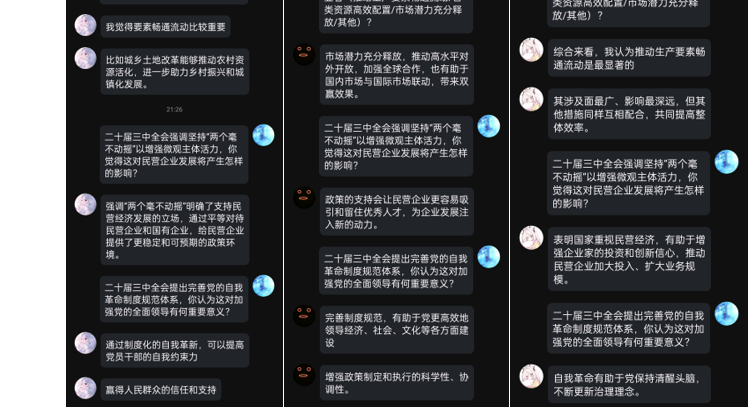 我觉得要素畅通流动比较重要
比如城乡土地改革能够推动农村资
源活化，进一步助力乡村振兴和城
镇化发展。
21:26
二十届三中全会强调坚持“两个毫
不动摇”以增强微观主体活力，你
觉得这对民营企业发展将产生怎样
的影响？
强调“两个毫不动摇”明确了支持民
营经济发展的立场，通过平等对待
民营企业和国有企业，给民营企业
提供了更稳定和可预期的政策环
境。
二十届三中全会提出完善党的自我
革命制度规范体系，你认为这对加
强党的全面领导有何重要意义？
通过制度化的自我革新，可以提高
党员干部的自我约束力
赢得人民群众的信任和支持
类资源高效配置/市场潜力充分释
放/其他）？
市场潜力充分释放，推动高水平对
外开放，加强全球合作，也有助于
国内市场与国际市场联动，带来双
赢效果。
二十届三中全会强调坚持“两个毫
不动摇”以增强微观主体活力，你
觉得这对民营企业发展将产生怎样
的影响？
政策的支持会让民营企业更容易吸
引和留住优秀人才，为企业发展注
入新的动力。
二十届三中全会提出完善党的自我
革命制度规范体系，你认为这对加
强党的全面领导有何重要意义？
完善制度规范，有助于党更高效地
领导经济、社会、文化等各方面建
设
增强政策制定和执行的科学性、协
调性。
类资源高效配置/市场潜力充分释
放/其他）？
综合来看，我认为推动生产要素畅
通流动是最显著的
其涉及面最广、影响最深远，但其
他措施同样互相配合，共同提高整
体效率。
二十届三中全会强调坚持“两个毫
不动摇”以增强微观主体活力，你
觉得这对民营企业发展将产生怎样
的影响？
表明国家重视民营经济，有助于增
强企业家的投资和创新信心，推动
民营企业加大投入、扩大业务规
模。
二十届三中全会提出完善党的自我
革命制度规范体系，你认为这对加
强党的全面领导有何重要意义？
自我革命有助于党保持清醒头脑，
不断更新治理理念。